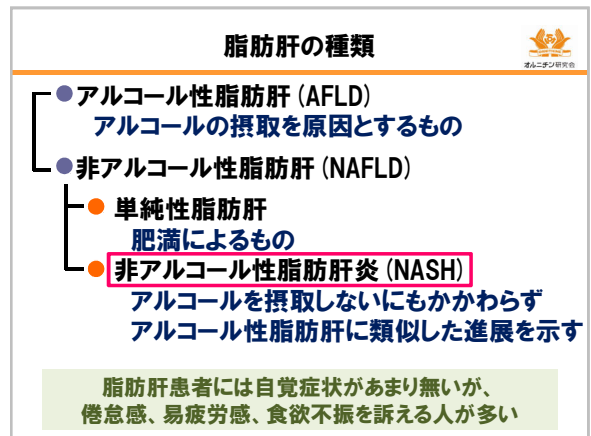 脂肪肝の種類
オルニチン研究会
●アルコール性脂肪肝(AFLD)
アルコールの摂取を原因とするもの
●非アルコール性脂肪肝(NAFLD)
●単純性脂肪肝
肥満によるもの
●非アルコール性脂肪肝炎(NASH)
アルコールを摂取しないにもかかわらず
アルコール性脂肪肝に類似した進展を示す
脂肪肝患者には自覚症状があまり無いが、
倦怠感、易疲労感、食欲不振を訴える人が多い